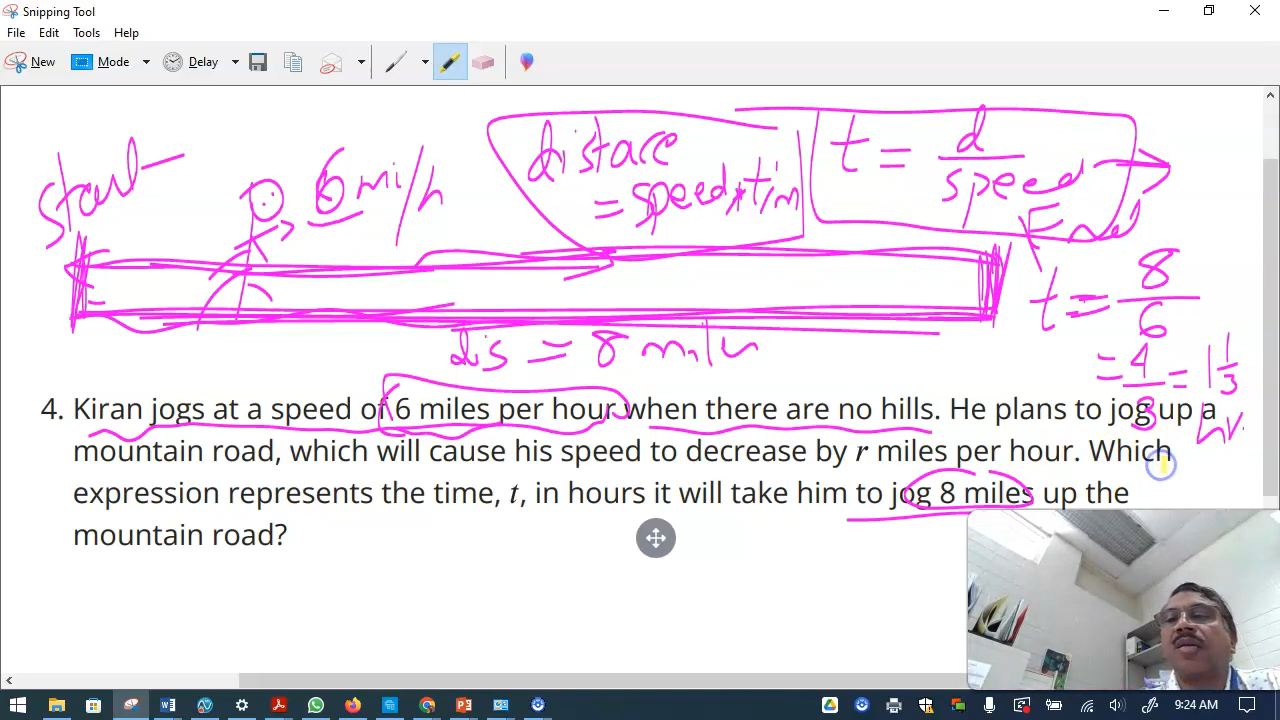 Snipping Tool
File Edit Tools Help
New Mode Delay
start
6 mi/h
distace
= speed * tim
t = d/speed
End
t = 8/6
= 4/3 = 1 1/3
hr.
dis = 8
4. Kiran jogs at a speed of 6 miles per hour when there are no hills. He plans to jog up a
mountain road, which will cause his speed to decrease by r miles per hour. Which
expression represents the time, t, in hours it will take him to jog 8 miles up the
mountain road?
9:24 AM